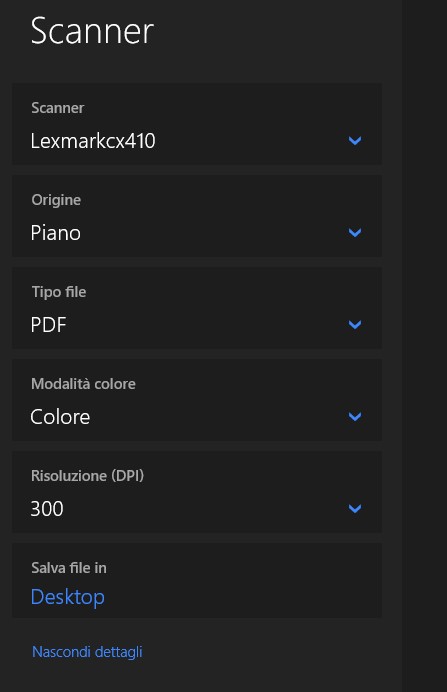 Scanner
Scanner
Lexmarkcx410
Origine
Piano
Tipo file
PDF
Modalità colore
Colore
Risoluzione (DPI)
300
Salva file in
Desktop
Nascondi dettagli